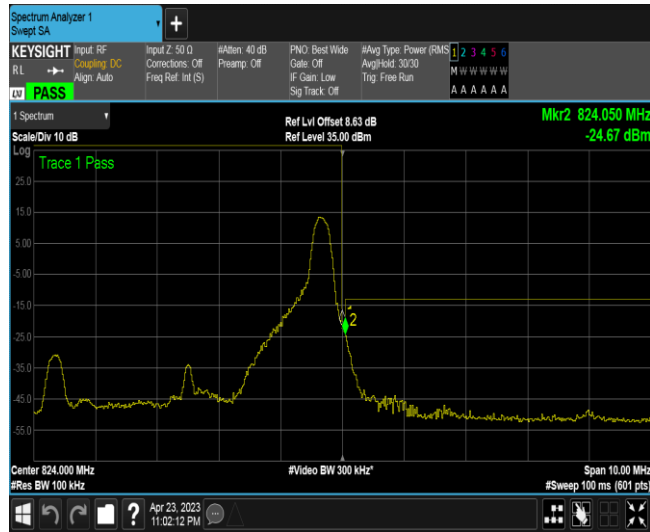 Spectrum Analyzer 1
Swept SA
KEYSIGHT
RL
LXI PASS
Input: RF
Coupling: DC
Align: Auto
Input Z: 50 Ω
Corrections: Off
Freq Ref: Int (S)
#Atten: 40 dB
Preamp: Off
PNO: Best Wide
Gate: Off
IF Gain: Low
Sig Track: Off
#Avg Type: Power (RMS
Avg|Hold: 30/30
Trig: Free Run
1 2 3 4 5 6
M W W W W W
A A A A A A
1 Spectrum
Scale/Div 10 dB
Ref Lvl Offset 8.63 dB
Ref Level 35.00 dBm
Mkr2 824.050 MHz
-24.67 dBm
Log
Trace 1 Pass
25.0
15.0
5.00
-5.00
-15.0
-25.0
-35.0
-45.0
-55.0
2
Center 824.000 MHz
#Res BW 100 kHz
#Video BW 300 kHz*
Span 10.00 MHz
#Sweep 100 ms (601 pts)
?
Apr 23, 2023
11:02:12 PM